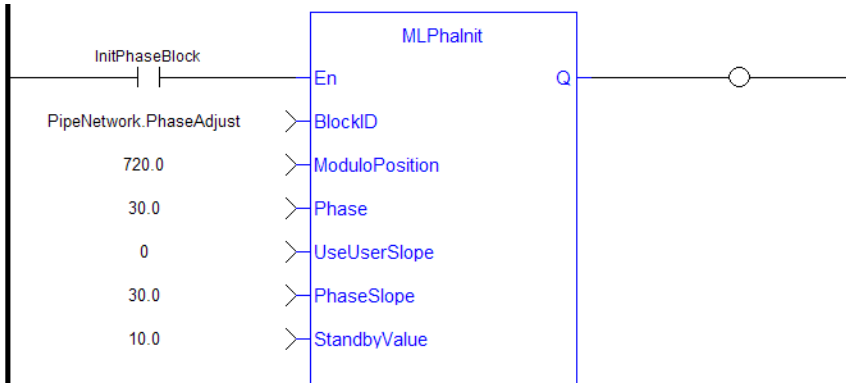 MLPhaInit
InitPhaseBlock
En Q
PipeNetwork.PhaseAdjust BlockID
720.0 ModuloPosition
30.0 Phase
0 UseUserSlope
30.0 PhaseSlope
10.0 StandbyValue